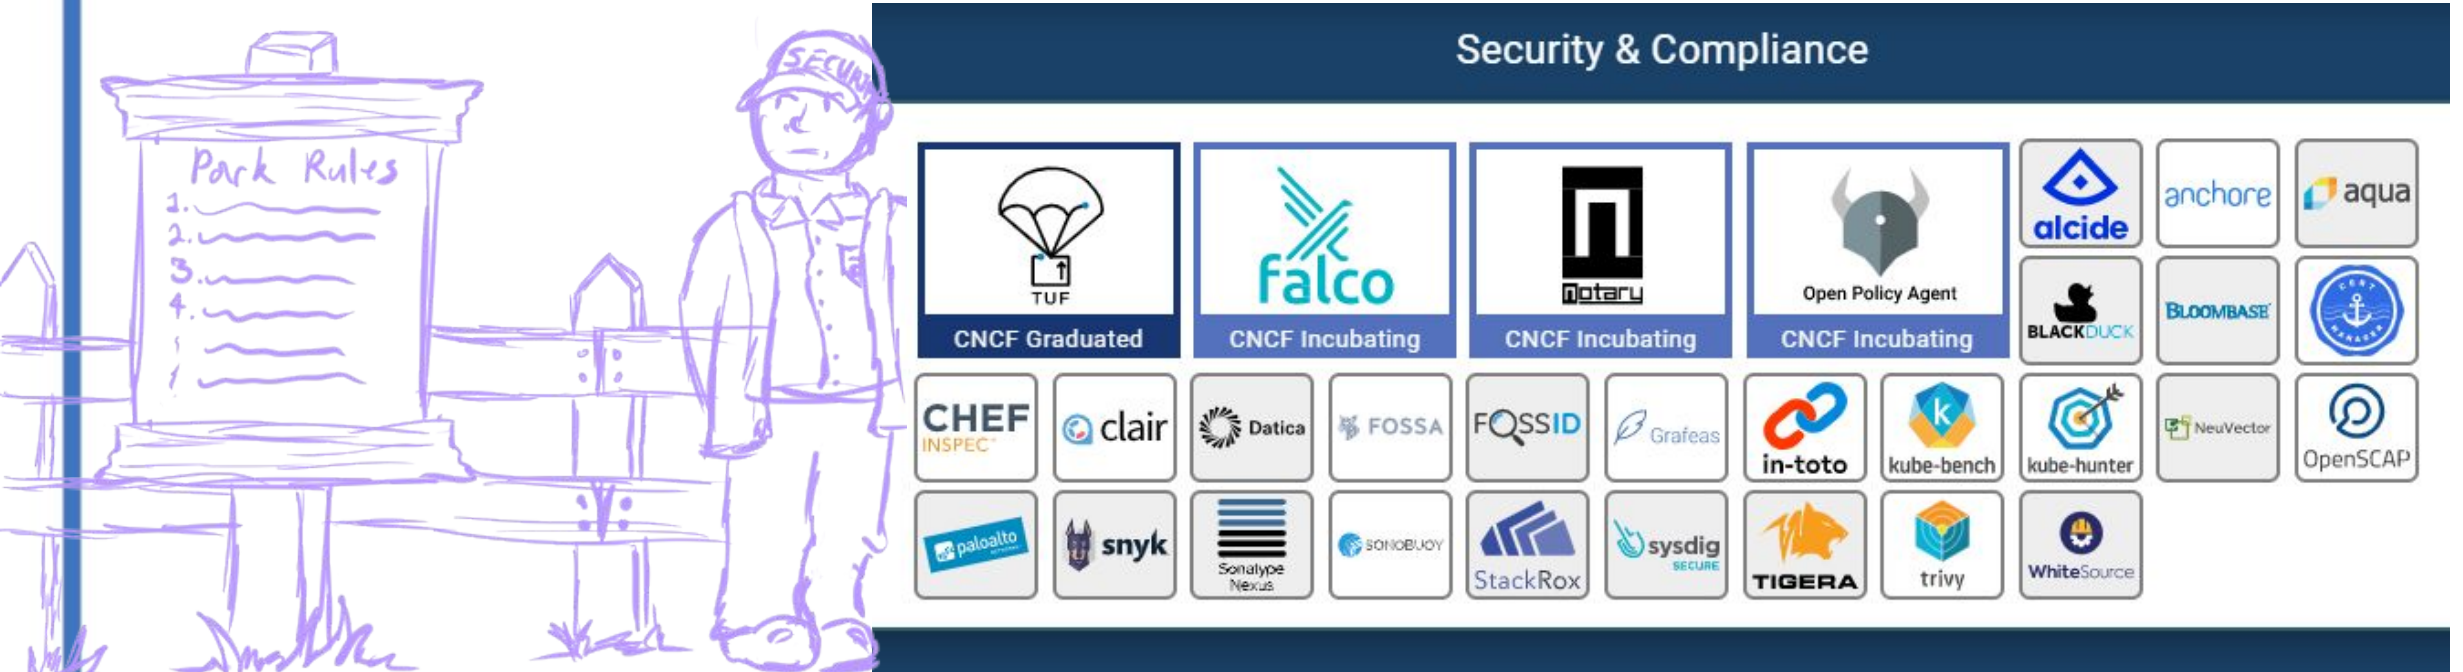 Park Rules
1.
2.
3.
4.
Security & Compliance
TUF
CNCF Graduated
falco
CNCF Incubating
notary
CNCF Incubating
Open Policy Agent
CNCF Incubating
alcide
anchore
aqua
BLACKDUCK
BLOOMBASE
CERT
MANAGER
CHEF
INSPEC
clair
Datica
FOSSA
FOSSID
Grafeas
in-toto
kube-bench
kube-hunter
NeuVector
OpenSCAP
paloalto
snyk
Sonatype
Nexus
SONOBUOY
StackRox
sysdig
SECURE
TIGERA
trivy
WhiteSource